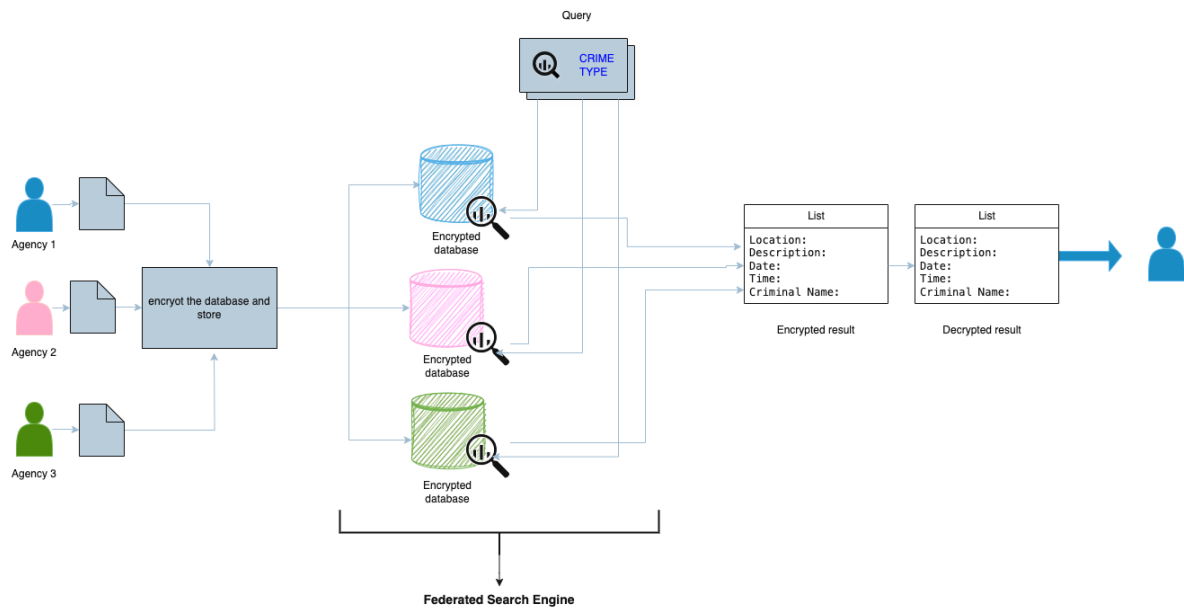 Query
CRIME
TYPE
Agency 1
Agency 2
Agency 3
encryot the database and
store
Encrypted
database
Encrypted
database
Encrypted
database
List
Location:
Description:
Date:
Time:
Criminal Name:
Encrypted result
List
Location:
Description:
Date:
Time:
Criminal Name:
Decrypted result
Federated Search Engine